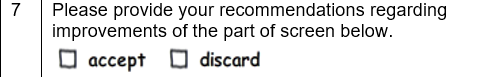 7 Please provide your recommendations regarding
improvements of the part of screen below.
accept discard